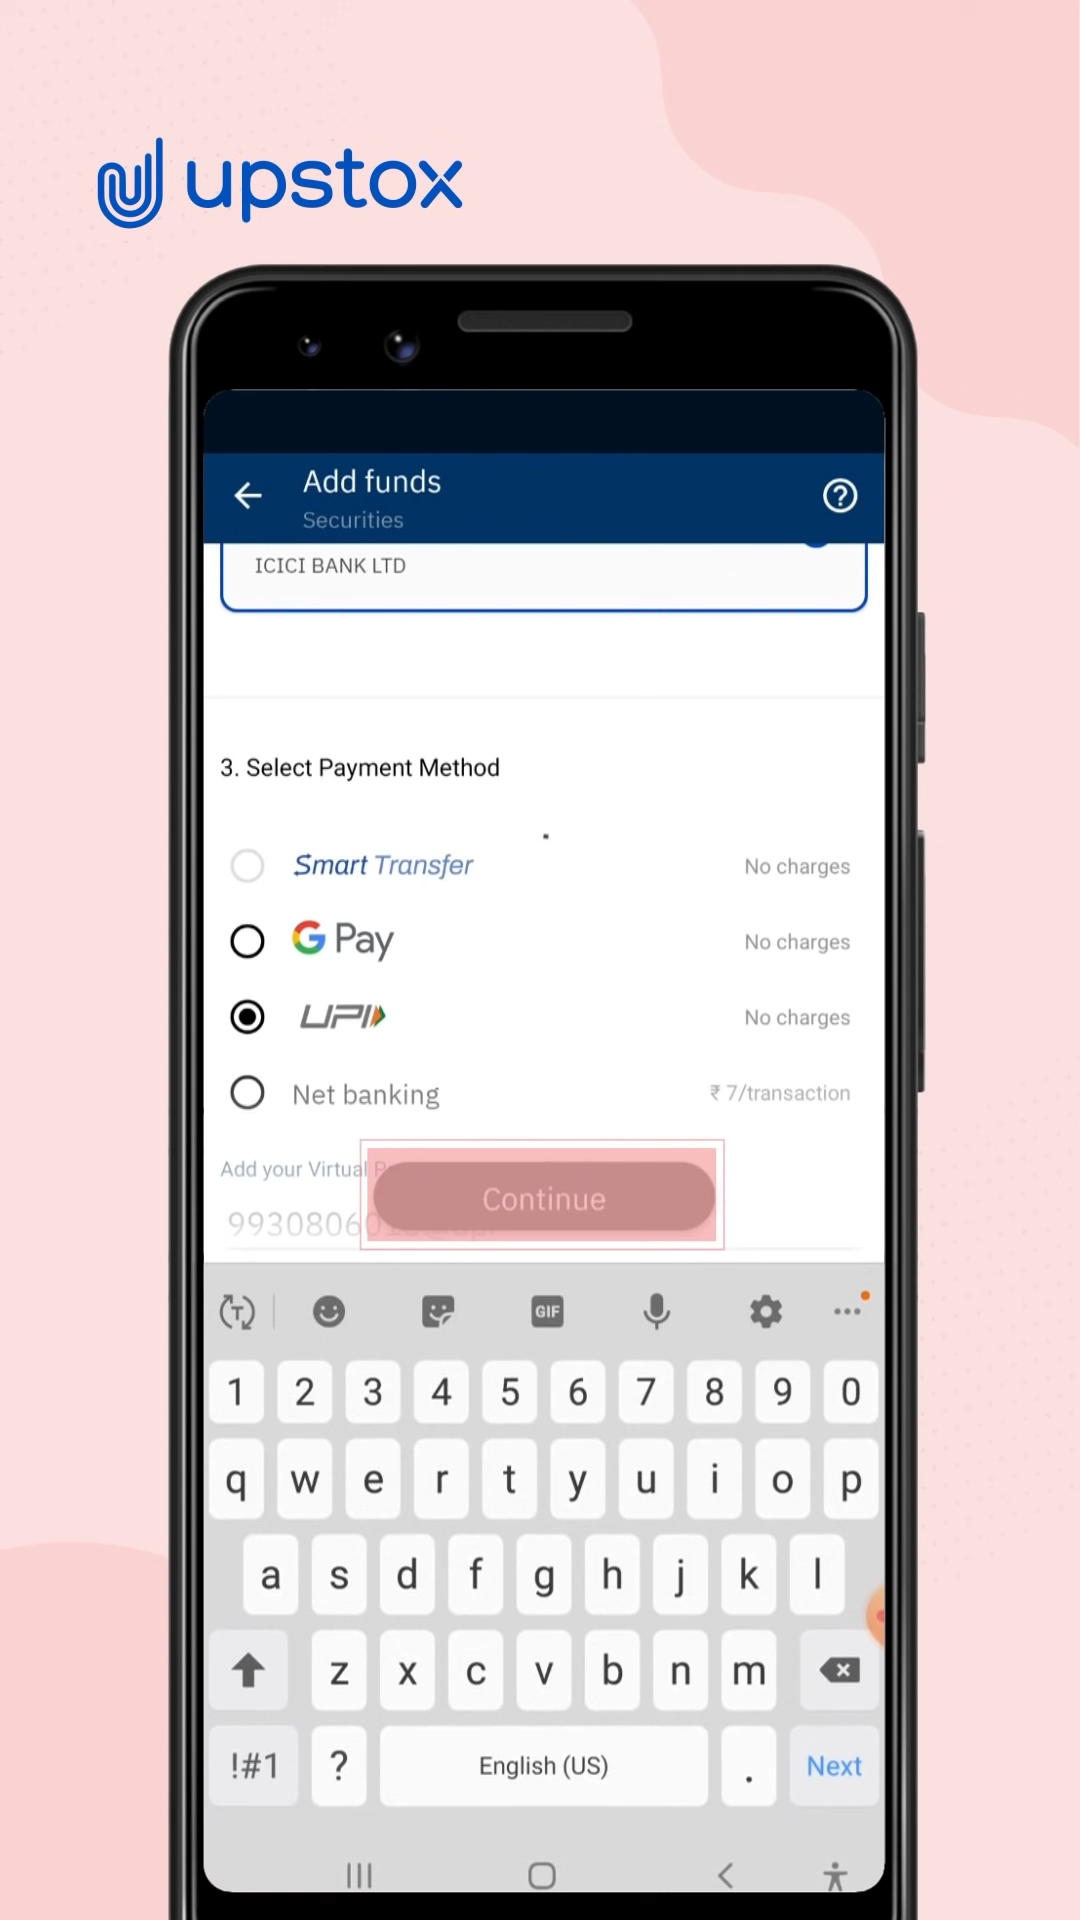 upstox
Add funds
Securities
ICICI BANK LTD
3. Select Payment Method
Smart Transfer No charges
G Pay No charges
UPI No charges
Net banking ₹ 7/transaction
Add your Virtual
Continue
GIF
1 2 3 4 5 6 7 8 9 0
q w e r t y u i o p
a s d f g h j k l
z x c v b n m
!#1 ? English (US) . Next